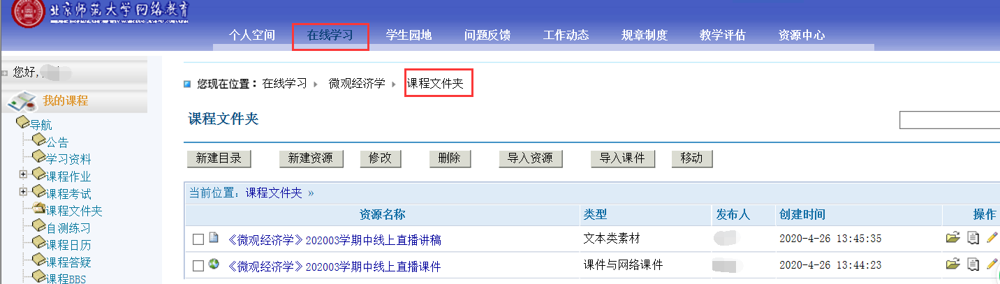 北京师范大学网络教育
个人空间 在线学习 学生园地 问题反馈 工作动态 规章制度 教学评估 资源中心
您好,
我的课程
导航
公告
学习资料
课程作业
课程考试
课程文件夹
自测练习
课程日历
课程答疑
课程BBS
您现在位置： 在线学习 微观经济学 课程文件夹
课程文件夹
新建目录 新建资源 修改 删除 导入资源 导入课件 移动
当前位置：课程文件夹 »
资源名称 类型 发布人 创建时间 操作
《微观经济学》202003学期中线上直播讲稿 文本类素材 2020-4-26 13:45:35
《微观经济学》202003学期中线上直播课件 课件与网络课件 2020-4-26 13:44:23